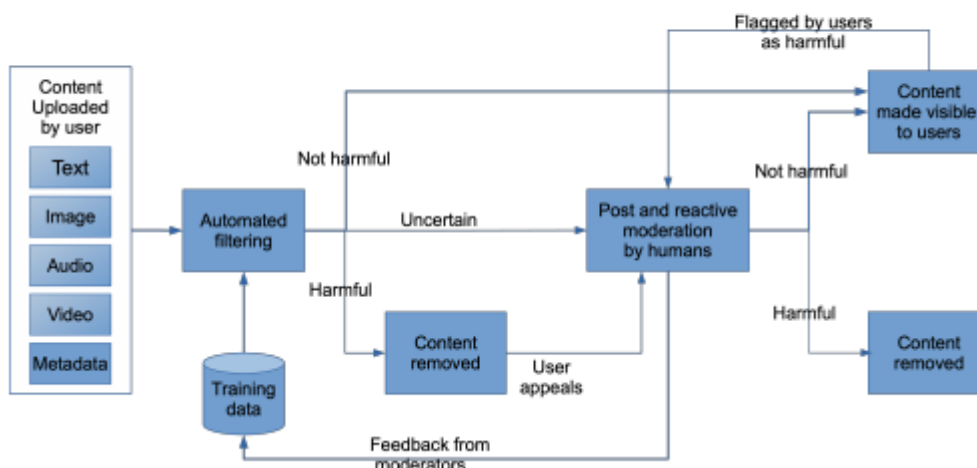 Flagged by users
as harmful
Content
Uploaded
by user
Text
Image
Audio
Video
Metadata
Content
made visible
to users
Not harmful
Not harmful
Automated
filtering
Uncertain
Post and reactive
moderation
by humans
Harmful
Harmful
Content
removed
User
appeals
Content
removed
Training
data
Feedback from
moderators